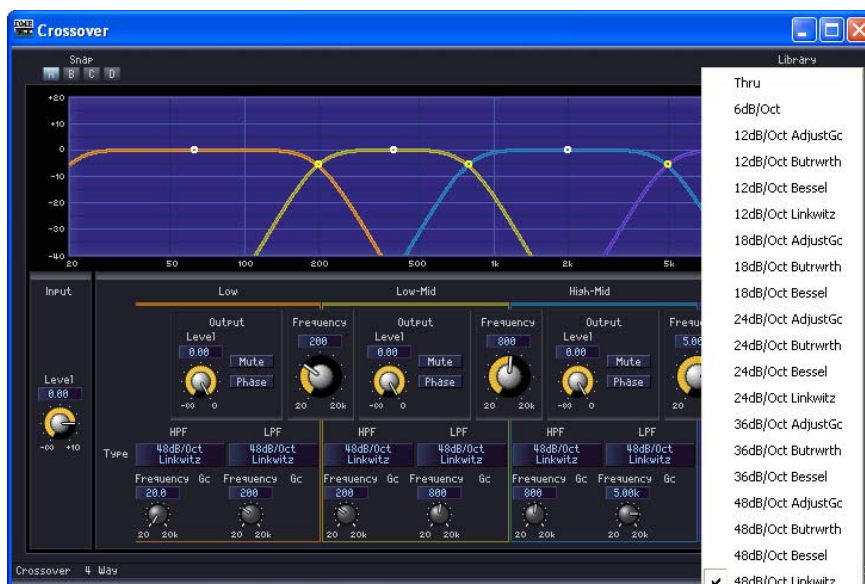 DME Crossover
Snap
Library
A B C D
+20
+10
0
-10
-20
-30
-40
20 50 100 200 500 1k 2k 5k
Input
Low
Low-Mid
High-Mid
Output
Frequency
Output
Frequency
Output
Level
200
Level
800
Level
5.00
0.00
Mute
0.00
Mute
0.00
Mute
Phase
Phase
Phase
-∞ 0
20 20k
-∞ 0
20 20k
-∞ 0
20
Level
0.00
-∞ +10
HPF
LPF
HPF
LPF
HPF
LPF
Type
48dB/Oct Linkwitz
48dB/Oct Linkwitz
48dB/Oct Linkwitz
48dB/Oct Linkwitz
48dB/Oct Linkwitz
48dB/Oct Linkwitz
Frequency Gc
Frequency Gc
Frequency Gc
Frequency Gc
Frequency Gc
Frequency Gc
20.0
200
200
800
800
5.00k
20 20k
20 20k
20 20k
20 20k
20 20k
20 20k
Crossover 4 Way
Thru
6dB/Oct
12dB/Oct AdjustGc
12dB/Oct Butrwrth
12dB/Oct Bessel
12dB/Oct Linkwitz
18dB/Oct AdjustGc
18dB/Oct Butrwrth
18dB/Oct Bessel
24dB/Oct AdjustGc
24dB/Oct Butrwrth
24dB/Oct Bessel
24dB/Oct Linkwitz
36dB/Oct AdjustGc
36dB/Oct Butrwrth
36dB/Oct Bessel
48dB/Oct AdjustGc
48dB/Oct Butrwrth
48dB/Oct Bessel
48dB/Oct Linkwitz